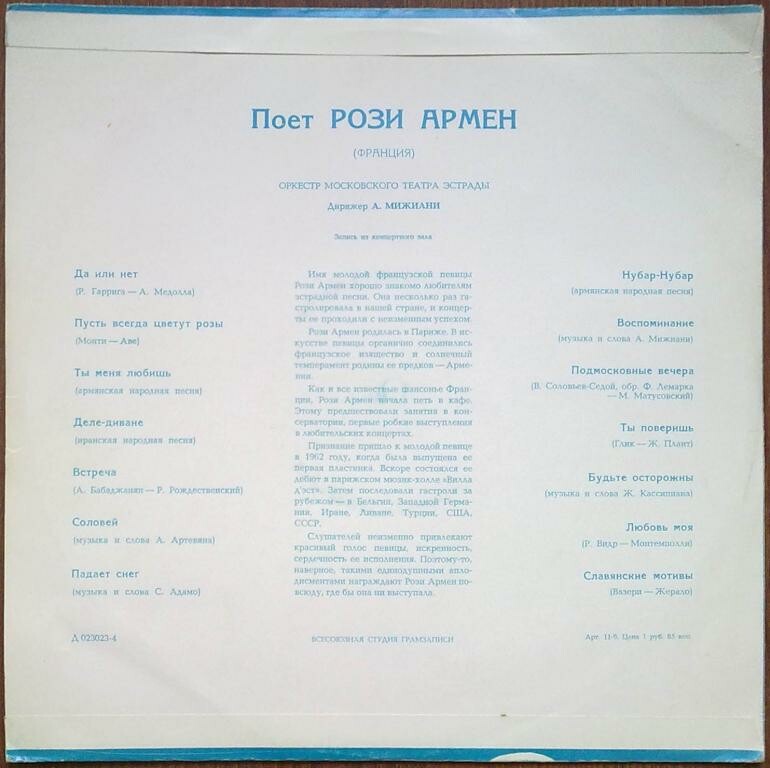 Поет РОЗИ АРМЕН
(ФРАНЦИЯ)
ОРКЕСТР МОСКОВСКОГО ТЕАТРА ЭСТРАДЫ
Дирижер А. МИЖИАНИ
Запись из концертного зала
Да или нет
(Р. Гаррига — А. Медолла)
Пусть всегда цветут розы
(Монти — Аве)
Ты меня любишь
(армянская народная песня)
Деле-диване
(иранская народная песня)
Встреча
(А. Бабаджанян — Р. Рождественский)
Соловей
(музыка и слова А. Артевяна)
Падает снег
(музыка и слова С. Адамо)
Имя молодой французской певицы
Рози Армен хорошо знакомо любителям
эстрадной песни. Она несколько раз га-
стролировала в нашей стране, и концер-
ты ее проходили с неизменным успехом.
Рози Армен родилась в Париже. В ис-
кусстве певицы органично соединились
французское изящество и солнечный
темперамент родины ее предков — Арме-
нии.
Как и все известные шансонье Фран-
ции, Рози Армен начала петь в кафе.
Этому предшествовали занятия в кон-
серватории, первые робкие выступления
в любительских концертах.
Признание пришло к молодой певице
в 1962 году, когда была выпущена ее
первая пластинка. Вскоре состоялся ее
дебют в парижском мюзик-холле «Вилла
д'эст». Затем последовали гастроли за
рубежом — в Бельгии, Западной Герма-
нии, Иране, Ливане, Турции, США,
СССР.
Слушателей неизменно привлекают
красивый голос певицы, искренность,
сердечность ее исполнения. Поэтому-то,
наверное, такими единодушными апло-
дисментами награждают Рози Армен по-
всюду, где бы она ни выступала.
Нубар-Нубар
(армянская народная песня)
Воспоминание
(музыка и слова А. Мижиани)
Подмосковные вечера
(В. Соловьев-Седой, обр. Ф. Лемарка
— М. Матусовский)
Ты поверишь
(Глик — Ж. Плант)
Будьте осторожны
(музыка и слова Ж. Кассициана)
Любовь моя
(Р. Видр — Монтемполли)
Славянские мотивы
(Вазери — Жерало)
Д 023023-4
ВСЕСОЮЗНАЯ СТУДИЯ ГРАМЗАПИСИ
Арт. 11-6. Цена 1 руб. 85 коп.